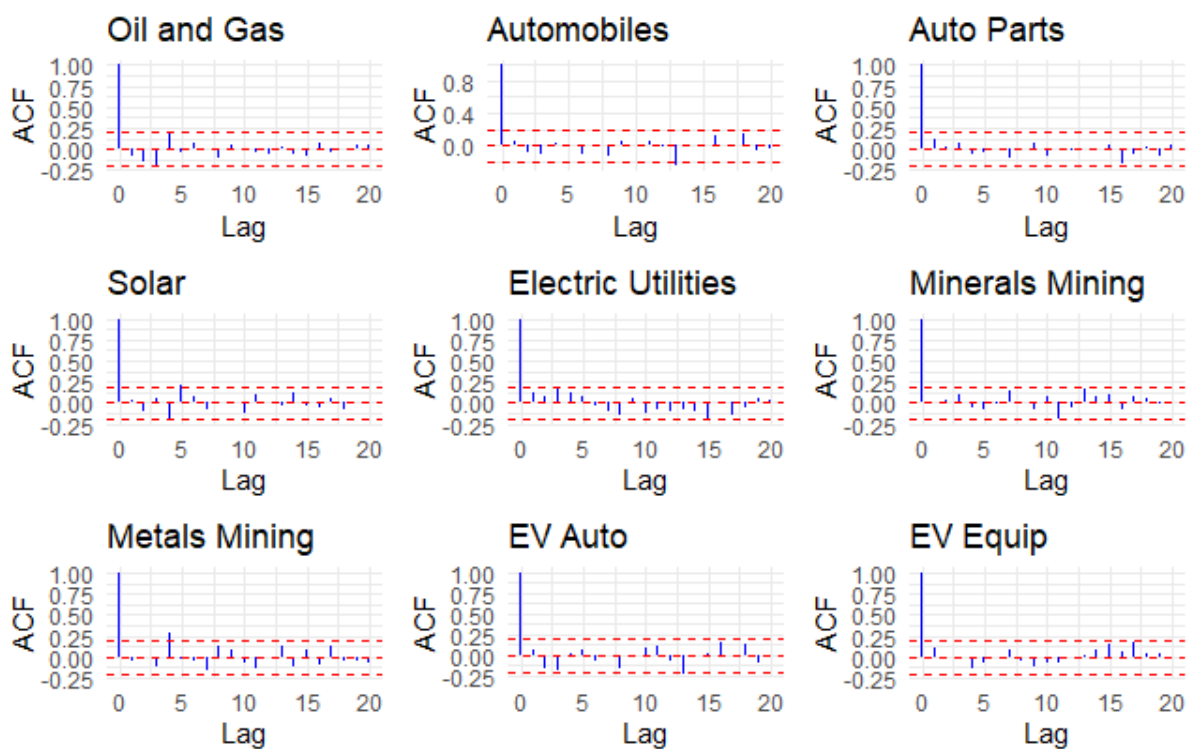 Oil and Gas
Automobiles
Auto Parts
ACF
1.00
0.75
0.50
0.25
0.00
-0.25
0 5 10 15 20
Lag
ACF
0.8
0.4
0.0
0 5 10 15 20
Lag
ACF
1.00
0.75
0.50
0.25
0.00
-0.25
0 5 10 15 20
Lag
Solar
Electric Utilities
Minerals Mining
ACF
1.00
0.75
0.50
0.25
0.00
-0.25
0 5 10 15 20
Lag
ACF
1.00
0.75
0.50
0.25
0.00
-0.25
0 5 10 15 20
Lag
ACF
1.00
0.75
0.50
0.25
0.00
-0.25
0 5 10 15 20
Lag
Metals Mining
EV Auto
EV Equip
ACF
1.00
0.75
0.50
0.25
0.00
-0.25
0 5 10 15 20
Lag
ACF
1.00
0.75
0.50
0.25
0.00
-0.25
0 5 10 15 20
Lag
ACF
1.00
0.75
0.50
0.25
0.00
-0.25
0 5 10 15 20
Lag